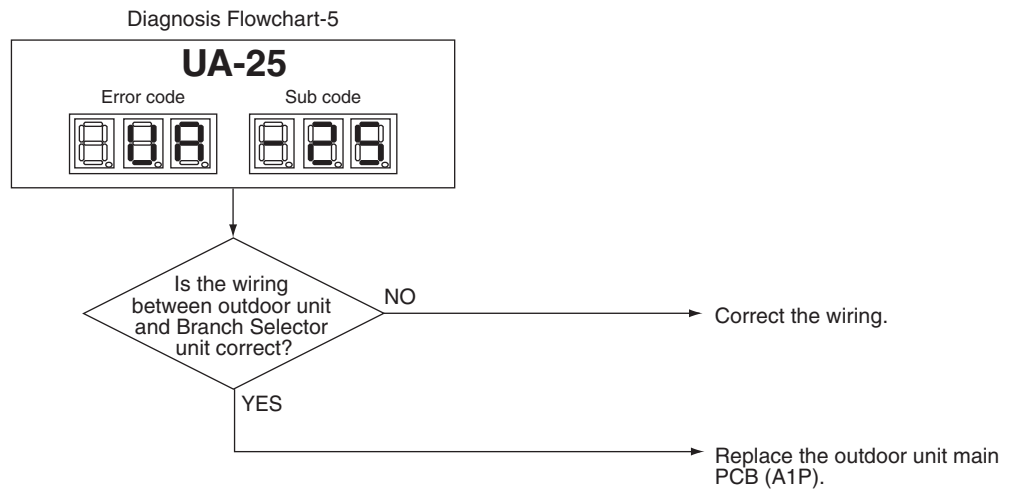 Diagnosis Flowchart-5
UA-25
Error code
Sub code
UA
-25
Is the wiring
between outdoor unit
and Branch Selector
unit correct?
NO
Correct the wiring.
YES
Replace the outdoor unit main
PCB (A1P).